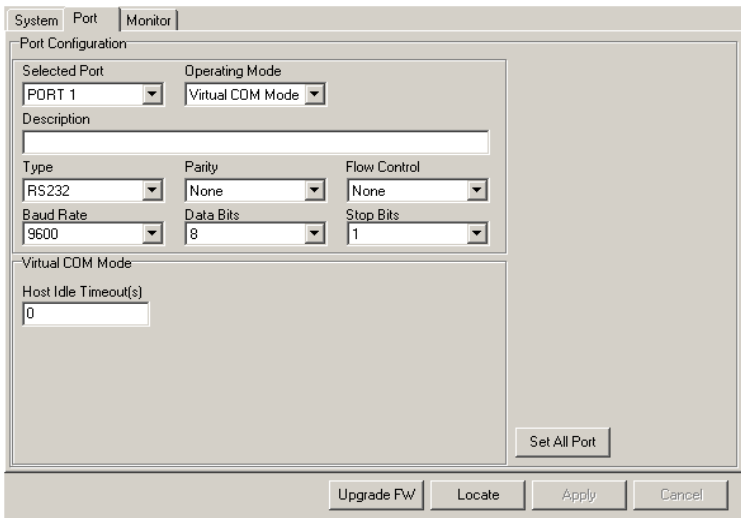 System Port Monitor
Port Configuration
Selected Port Operating Mode
PORT 1 Virtual COM Mode
Description
Type Parity Flow Control
RS232 None None
Baud Rate Data Bits Stop Bits
9600 8 1
Virtual COM Mode
Host Idle Timeout(s)
0
Set All Port
Upgrade FW Locate Apply Cancel